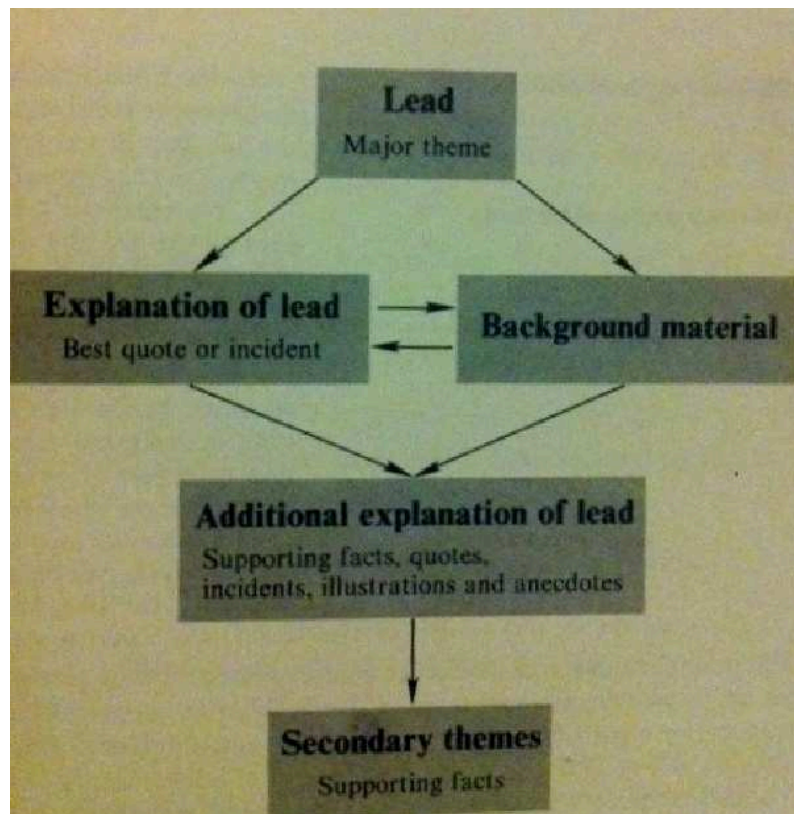 Lead
Major theme
Explanation of lead
Best quote or incident
Background material
Additional explanation of lead
Supporting facts, quotes,
incidents, illustrations and anecdotes
Secondary themes
Supporting facts